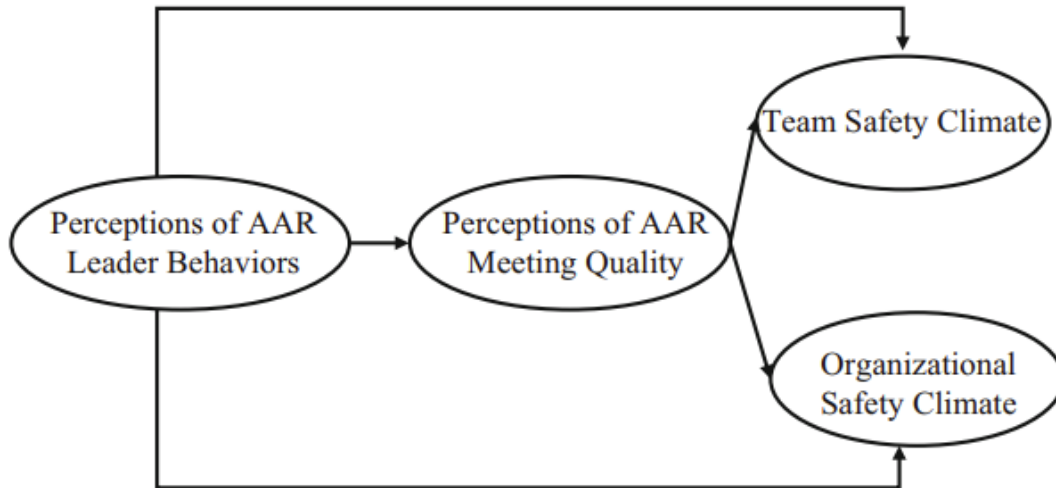 Team Safety Climate
Perceptions of AAR
Leader Behaviors
Perceptions of AAR
Meeting Quality
Organizational
Safety Climate